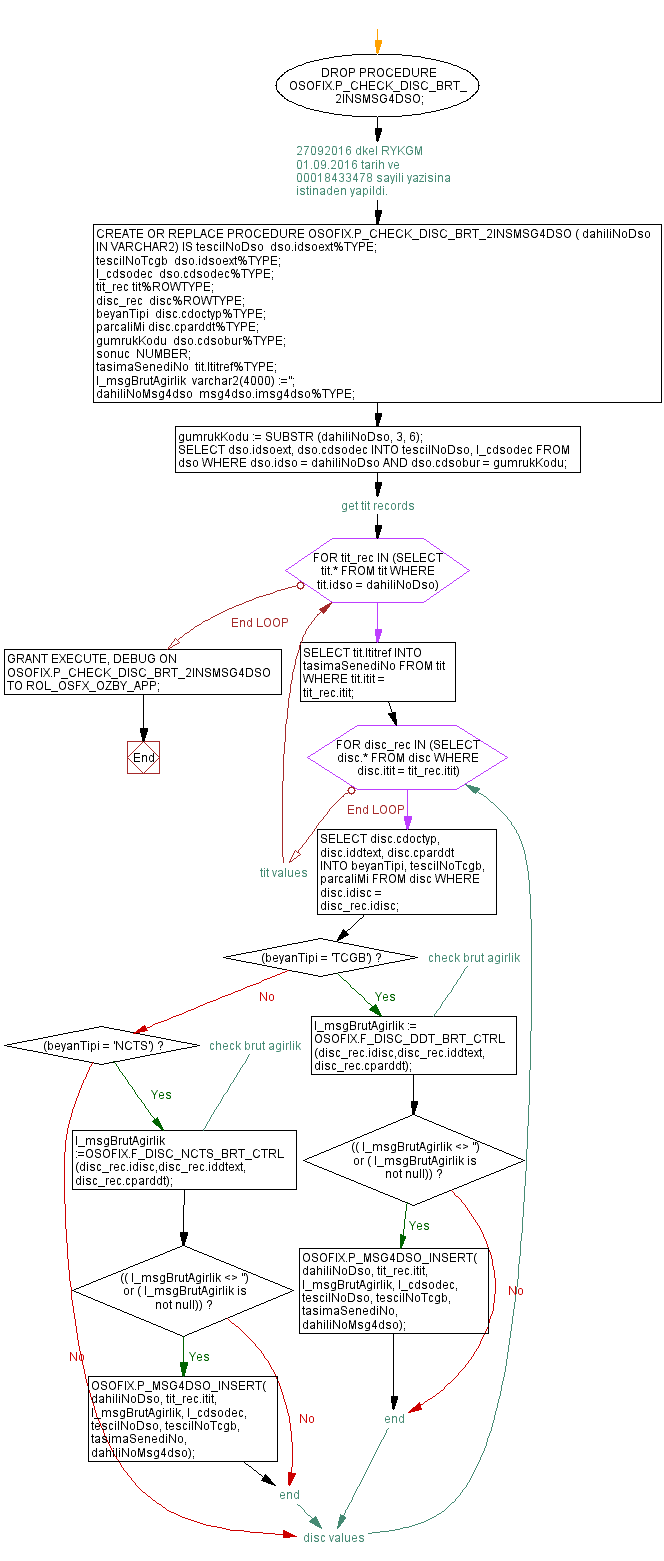 DROP PROCEDURE
OSOFIX.P_CHECK_DISC_BRT_
2INSMSG4DSO;
27092016 dkel RYKGM
01.09.2016 tarih ve
00018433478 sayili yazisina
istinaden yapildi.
CREATE OR REPLACE PROCEDURE OSOFIX.P_CHECK_DISC_BRT_2INSMSG4DSO ( dahiliNoDso
IN VARCHAR2) IS tescilNoDso dso.idsoext%TYPE;
tescilNoTcgb dso.idsoext%TYPE;
l_cdsodec dso.cdsodec%TYPE;
tit_rec tit%ROWTYPE;
disc_rec disc%ROWTYPE;
beyanTipi disc.cdoctyp%TYPE;
parcaliMi disc.cparddt%TYPE;
gumrukKodu dso.cdsobur%TYPE;
sonuc NUMBER;
tasimaSenediNo tit.ltitref%TYPE;
l_msgBrutAgirlik varchar2(4000) :='';
dahiliNoMsg4dso msg4dso.imsg4dso%TYPE;
gumrukKodu := SUBSTR (dahiliNoDso, 3, 6);
SELECT dso.idsoext, dso.cdsodec INTO tescilNoDso, l_cdsodec FROM
dso WHERE dso.idso = dahiliNoDso AND dso.cdsobur = gumrukKodu;
get tit records
FOR tit_rec IN (SELECT
tit.* FROM tit WHERE
tit.idso = dahiliNoDso)
End LOOP
GRANT EXECUTE, DEBUG ON
OSOFIX.P_CHECK_DISC_BRT_2INSMSG4DSO
TO ROL_OSFX_OZBY_APP;
End
SELECT tit.ltitref INTO
tasimaSenediNo FROM tit
WHERE tit.itit =
tit_rec.itit;
FOR disc_rec IN (SELECT
disc.* FROM disc WHERE
disc.itit = tit_rec.itit)
End LOOP
tit values
SELECT disc.cdoctyp,
disc.iddtext, disc.cparddt
INTO beyanTipi, tescilNoTcgb,
parcaliMi FROM disc WHERE
disc.idisc =
disc_rec.idisc;
(beyanTipi = 'TCGB') ?
check brut agirlik
No
Yes
l_msgBrutAgirlik :=
OSOFIX.F_DISC_DDT_BRT_CTRL
(disc_rec.idisc,disc_rec.iddtext,
disc_rec.cparddt);
(beyanTipi = 'NCTS') ?
check brut agirlik
Yes
l_msgBrutAgirlik
:=OSOFIX.F_DISC_NCTS_BRT_CTRL
(disc_rec.idisc,disc_rec.iddtext,
disc_rec.cparddt);
(( l_msgBrutAgirlik <> '')
or ( l_msgBrutAgirlik is
not null)) ?
Yes
OSOFIX.P_MSG4DSO_INSERT(
dahiliNoDso, tit_rec.itit,
l_msgBrutAgirlik, l_cdsodec,
tescilNoDso, tescilNoTcgb,
tasimaSenediNo,
dahiliNoMsg4dso);
No
(( l_msgBrutAgirlik <> '')
or ( l_msgBrutAgirlik is
not null)) ?
Yes
No
OSOFIX.P_MSG4DSO_INSERT(
dahiliNoDso, tit_rec.itit,
l_msgBrutAgirlik, l_cdsodec,
tescilNoDso, tescilNoTcgb,
tasimaSenediNo,
dahiliNoMsg4dso);
No
end
end
disc values